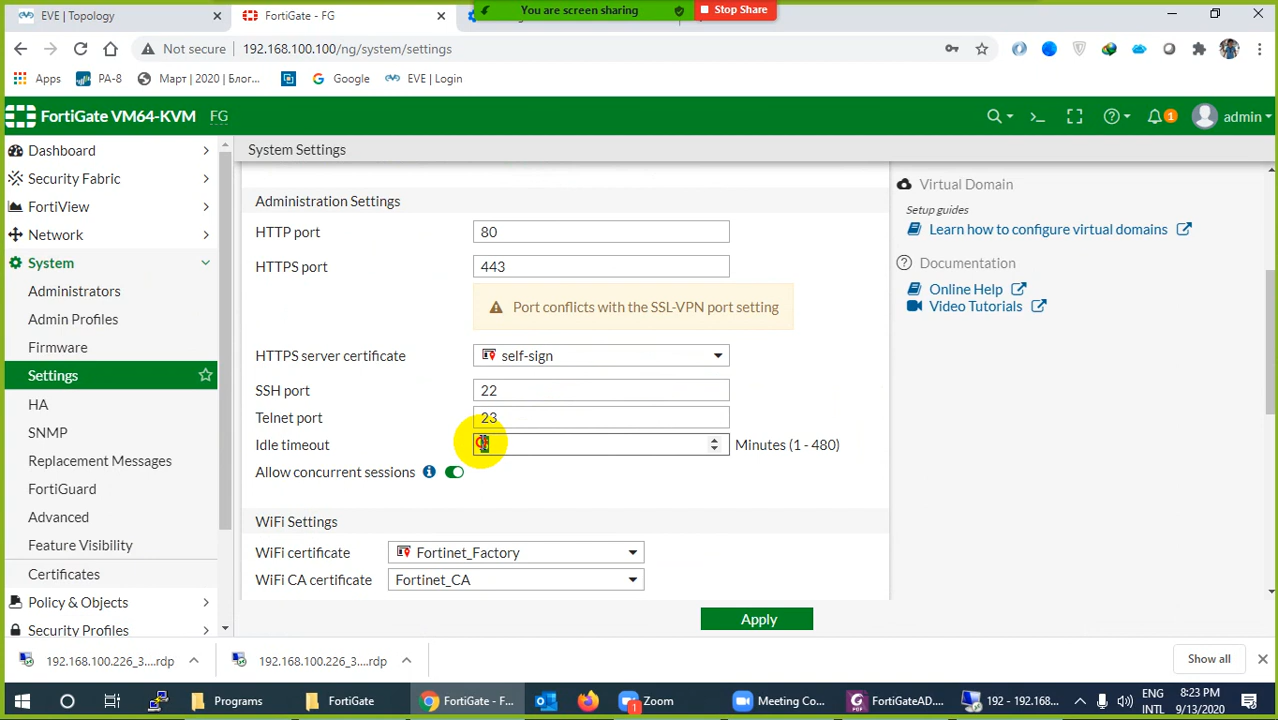 EVE | Topology
FortiGate - FG
You are screen sharing
Stop Share
Not secure
192.168.100.100/ng/system/settings
Apps
PA-8
Март | 2020 | Блог...
Google
EVE | Login
FortiGate VM64-KVM
FG
1
admin
Dashboard
Security Fabric
FortiView
Network
System
Administrators
Admin Profiles
Firmware
Settings
HA
SNMP
Replacement Messages
FortiGuard
Advanced
Feature Visibility
Certificates
Policy & Objects
Security Profiles
System Settings
Administration Settings
HTTP port
80
HTTPS port
443
Port conflicts with the SSL-VPN port setting
HTTPS server certificate
self-sign
SSH port
22
Telnet port
23
Idle timeout
Minutes (1 - 480)
Allow concurrent sessions
WiFi Settings
WiFi certificate
Fortinet_Factory
WiFi CA certificate
Fortinet_CA
Apply
Virtual Domain
Setup guides
Learn how to configure virtual domains
Documentation
Online Help
Video Tutorials
192.168.100.226_3....rdp
192.168.100.226_3....rdp
Show all
Programs
FortiGate
FortiGate - F...
Zoom
1
Meeting Co...
FortiGateAD....
192 - 192.168...
ENG
INTL
8:23 PM
9/13/2020